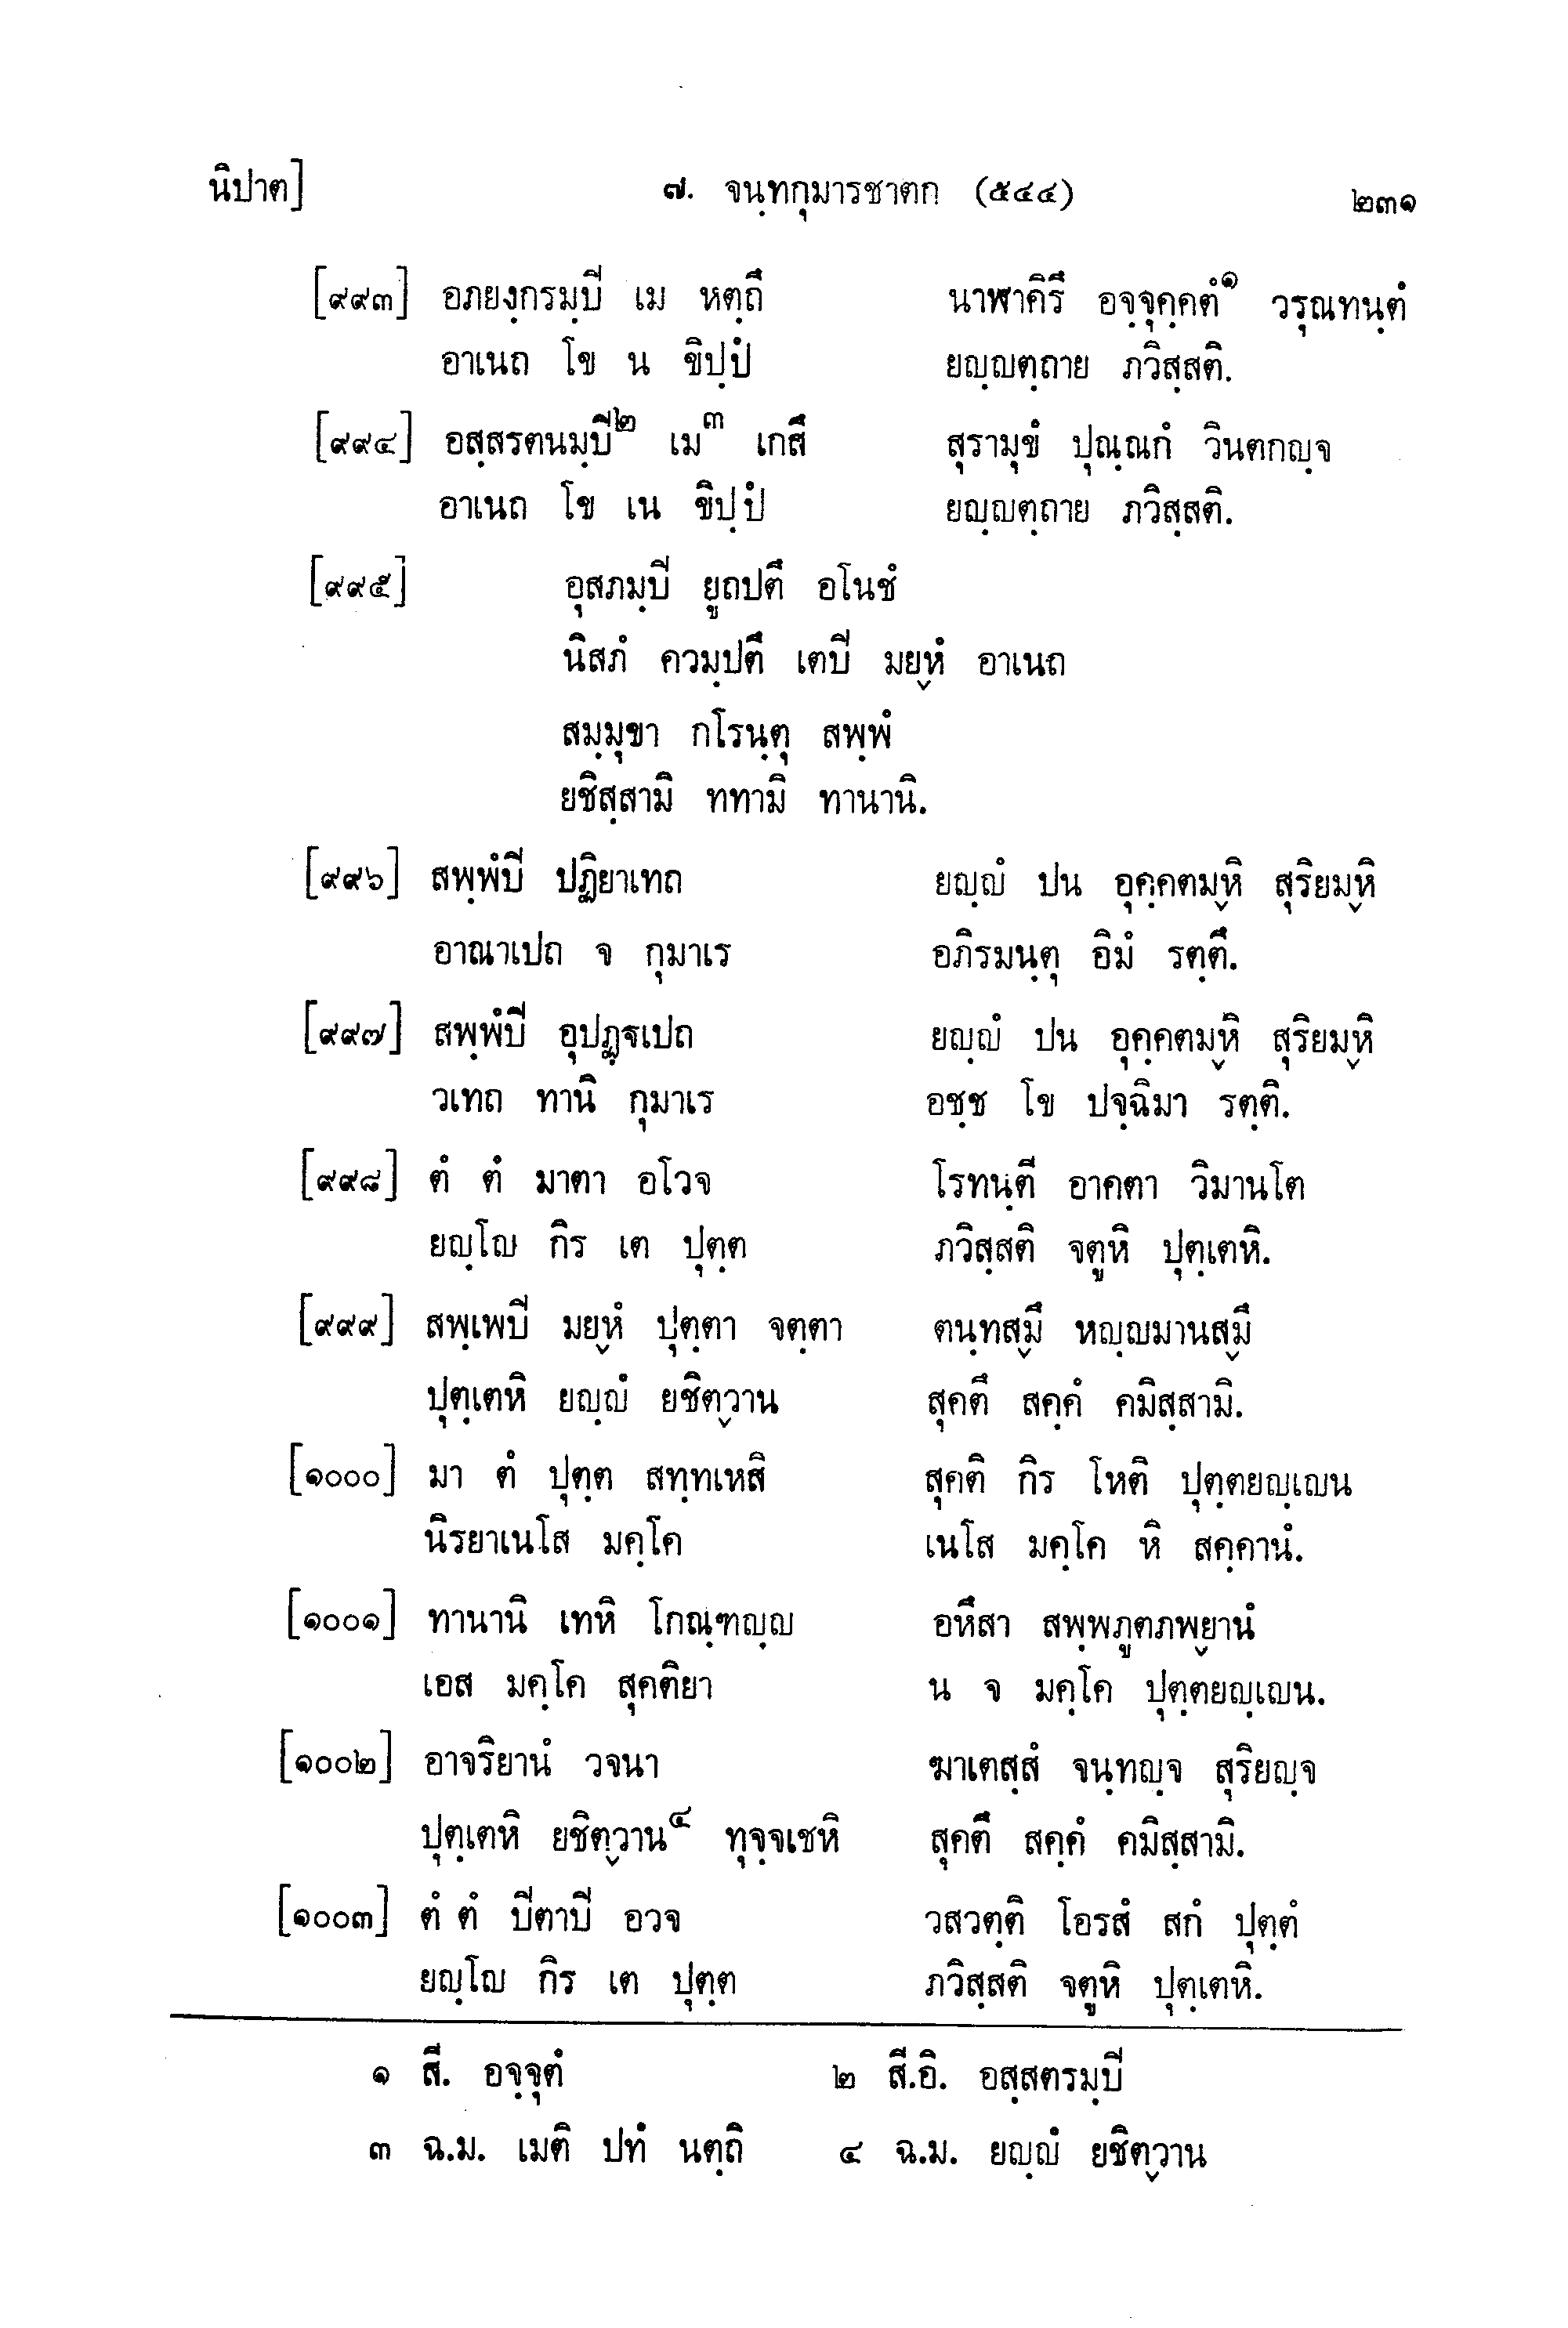 นิปาต] ๗. จนฺทกุมารชาตก (๕๔๔) ๒๓๑
[๙๙๓] อภยงฺกรมฺปิ เม หตฺถึ นาฬาคิรึ อจฺจุคฺคตํ๑ วรุณทนฺตํ
อาเนถ โข น ขิปฺปํ ยญฺญตฺถาย ภวิสฺสติ.
[๙๙๔] อสฺสรตนมฺปิ๒ เม๓ เกสึ สุรามุขํ ปุณฺณกํ วินตกญฺจ
อาเนถ โข เน ขิปฺปํ ยญฺญตฺถาย ภวิสฺสติ.
[๙๙๕] อุสภมฺปิ ยูถปตึ อโนชํ
นิสภํ ควมฺปตึ เตปิ มยฺหํ อาเนถ
สมฺมุขา กโรนฺตุ สพฺพํ
ยชิสฺสามิ ททามิ ทานานิ.
[๙๙๖] สพฺพํปิ ปฏิยาเทถ ยญฺญํ ปน อุคฺคตมฺหิ สุริยมฺหิ
อาณาเปถ จ กุมาเร อภิรมนฺตุ อิมํ รตฺตึ.
[๙๙๗] สพฺพํปิ อุปฏฺฐเปถ ยญฺญํ ปน อุคฺคตมฺหิ สุริยมฺหิ
วเทถ ทานิ กุมาเร อชฺช โข ปจฺฉิมา รตฺติ.
[๙๙๘] ตํ ตํ มาตา อโวจ โรทนฺตี อาคตา วิมานโต
ยญฺโญ กิร เต ปุตฺต ภวิสฺสติ จตูหิ ปุตฺเตหิ.
[๙๙๙] สพฺเพปิ มยฺหํ ปุตฺตา จตฺตา จนฺทสฺมึ หญฺญมานสฺมึ
ปุตฺเตหิ ยญฺญํ ยชิตฺวาน สุคตึ สคฺคํ คมิสฺสามิ.
[๑๐๐๐] มา ตํ ปุตฺต สทฺทเหสิ สุคติ กิร โหติ ปุตฺตยญฺเญน
นิรยาเนโส มคฺโค เนโส มคฺโค หิ สคฺคานํ.
[๑๐๐๑] ทานานิ เทหิ โกณฺฑญฺญ อหึสา สพฺพภูตภพฺยานํ
เอส มคฺโค สุคติยา น จ มคฺโค ปุตฺตยญฺเญน.
[๑๐๐๒] อาจริยานํ วจนา ฆาเตสฺสํ จนฺทญฺจ สุริยญฺจ
ปุตฺเตหิ ยชิตฺวาน๔ ทุจฺจเชหิ สุคตึ สคฺคํ คมิสฺสามิ.
[๑๐๐๓] ตํ ตํ ปิตาปิ อวจ วสวตฺติ โอรสํ สกํ ปุตฺตํ
ยญฺโญ กิร เต ปุตฺต ภวิสฺสติ จตูหิ ปุตฺเตหิ.
๑ สี. อจฺจุตํ ๒ สี.อิ. อสฺสตรมฺปิ
๓ ฉ.ม. เมติ ปทํ นตฺถิ ๔ ฉ.ม. ยญฺญํ ยชิตฺวาน